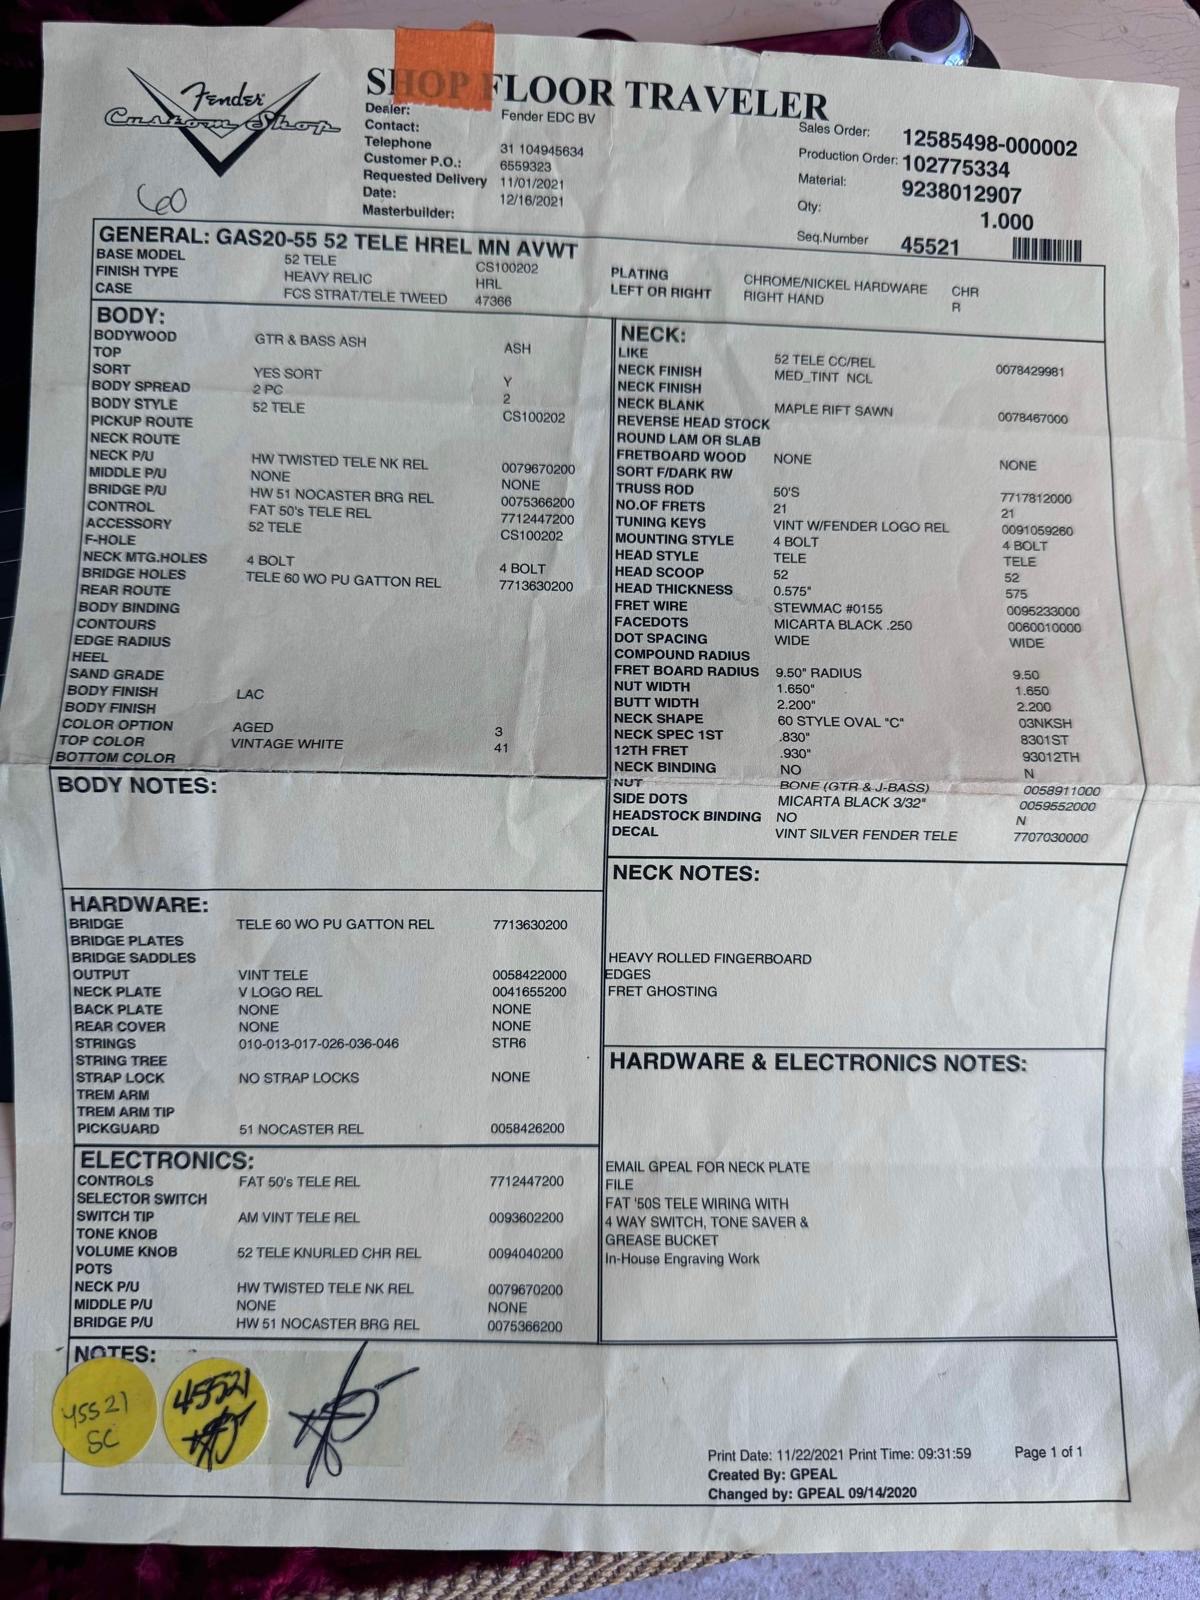 Fender
Custom Shop
SHOP FLOOR TRAVELER
Dealer: Fender EDC BV
Contact:
Telephone 31 104945634
Customer P.O.: 6559323
Requested Delivery 11/01/2021
Date: 12/16/2021
Masterbuilder:
Sales Order: 12585498-000002
Production Order: 102775334
Material: 9238012907
Qty: 1.000
Seq.Number 45521
60
GENERAL: GAS20-55 52 TELE HREL MN AVWT
BASE MODEL 52 TELE CS100202
FINISH TYPE HEAVY RELIC HRL
CASE FCS STRAT/TELE TWEED 47366
PLATING CHROME/NICKEL HARDWARE CHR
LEFT OR RIGHT RIGHT HAND R
BODY:
BODYWOOD GTR & BASS ASH ASH
TOP
SORT YES SORT Y
BODY SPREAD 2 PC 2
BODY STYLE 52 TELE CS100202
PICKUP ROUTE
NECK ROUTE
NECK P/U HW TWISTED TELE NK REL 0079670200
MIDDLE P/U NONE NONE
BRIDGE P/U HW 51 NOCASTER BRG REL 0075366200
CONTROL FAT 50's TELE REL 7712447200
ACCESSORY 52 TELE CS100202
F-HOLE
NECK MTG.HOLES 4 BOLT 4 BOLT
BRIDGE HOLES TELE 60 WO PU GATTON REL 7713630200
REAR ROUTE
BODY BINDING
CONTOURS
EDGE RADIUS
HEEL
SAND GRADE
BODY FINISH LAC
BODY FINISH
COLOR OPTION AGED 3
TOP COLOR VINTAGE WHITE 41
BOTTOM COLOR
BODY NOTES:
HARDWARE:
BRIDGE TELE 60 WO PU GATTON REL 7713630200
BRIDGE PLATES
BRIDGE SADDLES
OUTPUT VINT TELE 0058422000
NECK PLATE V LOGO REL 0041655200
BACK PLATE NONE NONE
REAR COVER NONE NONE
STRINGS 010-013-017-026-036-046 STR6
STRING TREE
STRAP LOCK NO STRAP LOCKS NONE
TREM ARM
TREM ARM TIP
PICKGUARD 51 NOCASTER REL 0058426200
ELECTRONICS:
CONTROLS FAT 50's TELE REL 7712447200
SELECTOR SWITCH
SWITCH TIP AM VINT TELE REL 0093602200
TONE KNOB
VOLUME KNOB 52 TELE KNURLED CHR REL 0094040200
POTS
NECK P/U HW TWISTED TELE NK REL 0079670200
MIDDLE P/U NONE NONE
BRIDGE P/U HW 51 NOCASTER BRG REL 0075366200
NECK:
LIKE 52 TELE CC/REL 0078429981
NECK FINISH MED_TINT NCL
NECK FINISH
NECK BLANK MAPLE RIFT SAWN 0078467000
REVERSE HEAD STOCK
ROUND LAM OR SLAB
FRETBOARD WOOD NONE NONE
SORT F/DARK RW
TRUSS ROD 50'S 7717812000
NO.OF FRETS 21 21
TUNING KEYS VINT W/FENDER LOGO REL 0091059260
MOUNTING STYLE 4 BOLT 4 BOLT
HEAD STYLE TELE TELE
HEAD SCOOP 52 52
HEAD THICKNESS 0.575" 575
FRET WIRE STEWMAC #0155 0095233000
FACEDOTS MICARTA BLACK .250 0060010000
DOT SPACING WIDE WIDE
COMPOUND RADIUS
FRET BOARD RADIUS 9.50" RADIUS 9.50
NUT WIDTH 1.650" 1.650
BUTT WIDTH 2.200" 2.200
NECK SHAPE 60 STYLE OVAL "C" 03NKSH
NECK SPEC 1ST .830" 8301ST
12TH FRET .930" 93012TH
NECK BINDING NO N
NUT BONE (GTR & J-BASS) 0058911000
SIDE DOTS MICARTA BLACK 3/32" 0059552000
HEADSTOCK BINDING NO N
DECAL VINT SILVER FENDER TELE 7707030000
NECK NOTES:
HEAVY ROLLED FINGERBOARD
EDGES
FRET GHOSTING
HARDWARE & ELECTRONICS NOTES:
EMAIL GPEAL FOR NECK PLATE
FILE
FAT '50S TELE WIRING WITH
4 WAY SWITCH, TONE SAVER &
GREASE BUCKET
In-House Engraving Work
NOTES:
45521
SC
45521
Print Date: 11/22/2021 Print Time: 09:31:59 Page 1 of 1
Created By: GPEAL
Changed by: GPEAL 09/14/2020